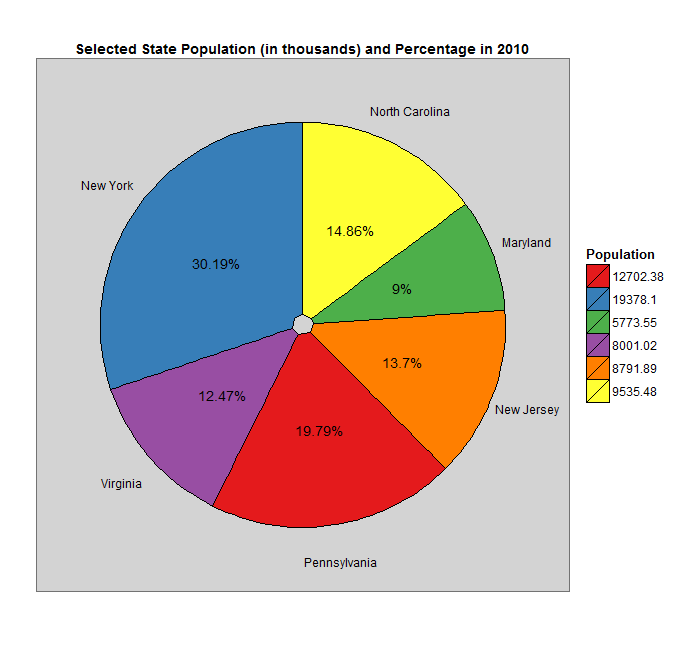 Selected State Population (in thousands) and Percentage in 2010
North Carolina
New York
14.86%
Maryland
30.19%
9%
13.7%
12.47%
New Jersey
19.79%
Virginia
Pennsylvania
Population
12702.38
19378.1
5773.55
8001.02
8791.89
9535.48